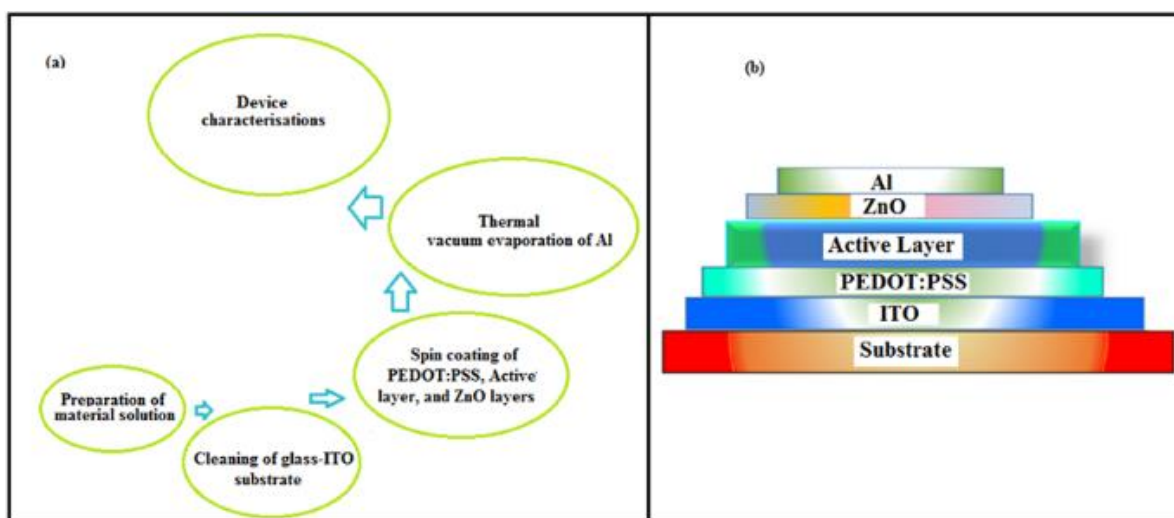 (a)
Device
characterisations
Thermal
vacuum evaporation of Al
Spin coating of
PEDOT:PSS, Active
layer, and ZnO layers
Preparation of
material solution
Cleaning of glass-ITO
substrate
(b)
Al
ZnO
Active Layer
PEDOT:PSS
ITO
Substrate